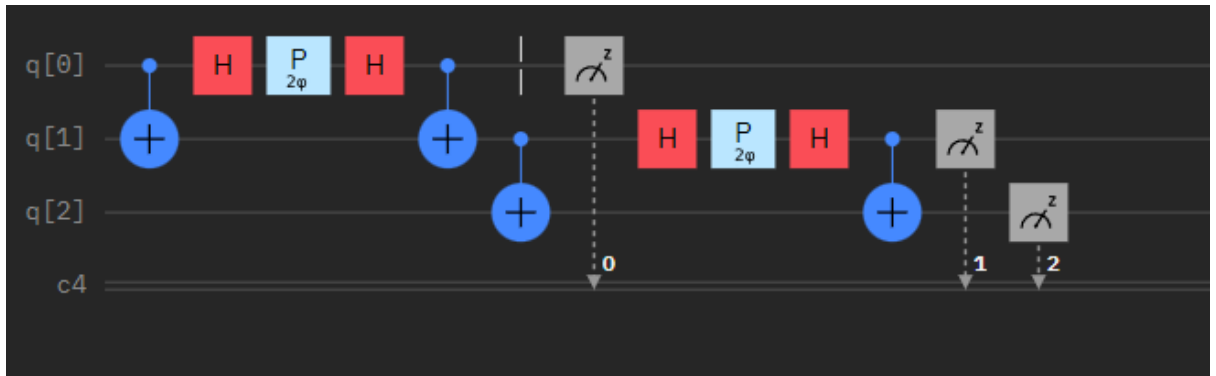 q[0] H P 2φ H z
q[1] H P 2φ H z
q[2] z
c4 0 1 2